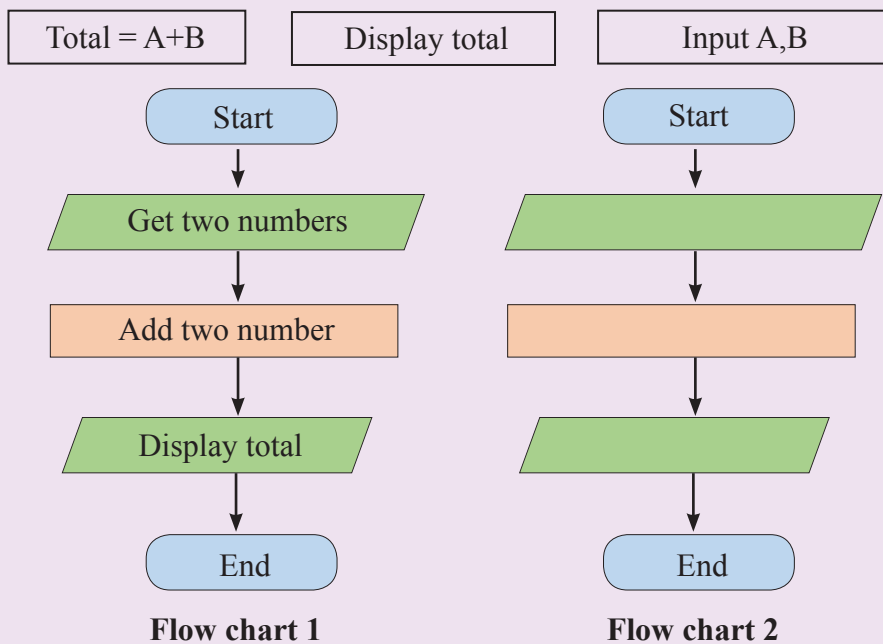 Total = A+B
Display total
Input A,B
Start
Get two numbers
Add two number
Display total
End
Flow chart 1
Start
End
Flow chart 2